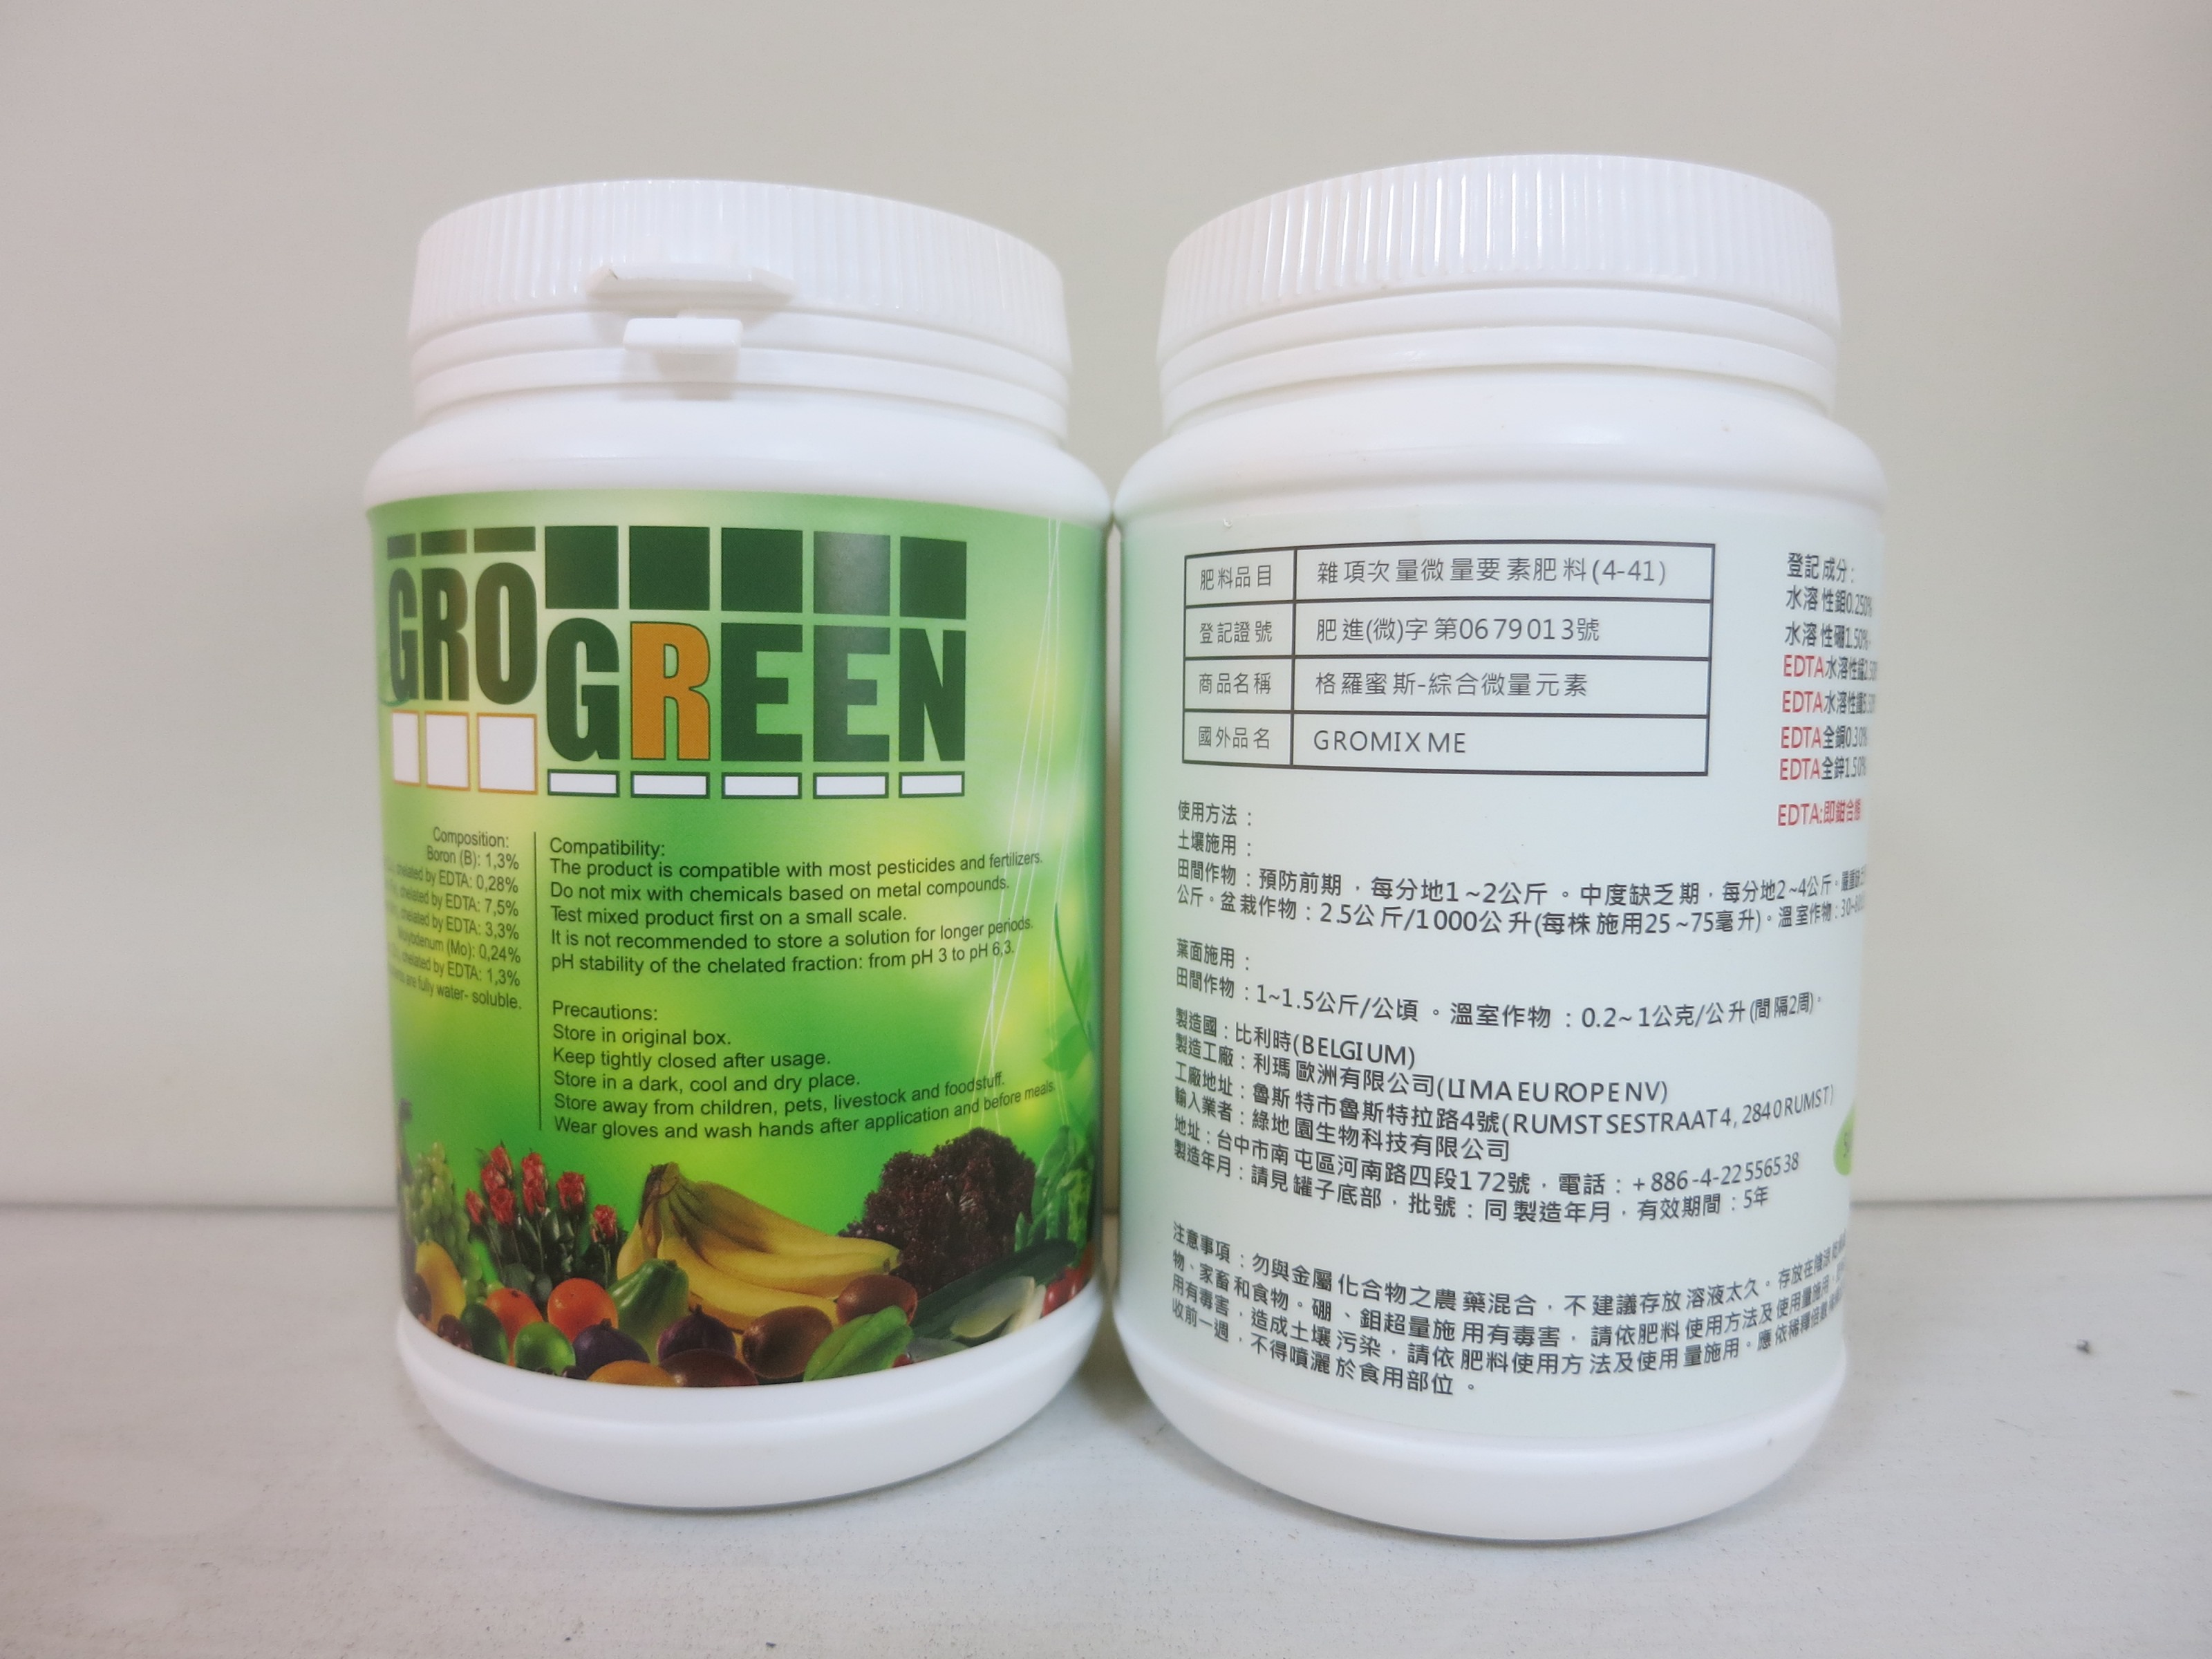 GRO
GREEN
Composition:
Boron (B): 1,3%
chelated by EDTA: 0,28%
chelated by EDTA: 7,5%
chelated by EDTA: 3,3%
(Mo): 0,24%
chelated by EDTA: 1,3%
are fully water- soluble.
Compatibility:
The product is compatible with most pesticides and fertilizers.
Do not mix with chemicals based on metal compounds.
Test mixed product first on a small scale.
It is not recommended to store a solution for longer periods.
pH stability of the chelated fraction: from pH 3 to pH 6,3.
Precautions:
Store in original box.
Keep tightly closed after usage.
Store in a dark, cool and dry place.
Store away from children, pets, livestock and foodstuff.
Wear gloves and wash hands after application and before meals.
肥料品目 雜項次量微量要素肥料(4-41)
登記證號 肥進(微)字第0679013號
商品名稱 格羅蜜斯-綜合微量元素
國外品名 GROMIX ME
登記成分:
水溶性鉬0.250%
水溶性硼1.50%
EDTA水溶性錳
EDTA水溶性鐵
EDTA全銅0.30%
EDTA全鋅1.50%
EDTA:即鉗合態
使用方法:
土壤施用:
田間作物:預防前期,每分地1~2公斤。中度缺乏期,每分地2~4公斤。
公斤。盆栽作物:2.5公斤/1000公升(每株施用25~75毫升)。溫室作物:
葉面施用:
田間作物:1~1.5公斤/公頃。溫室作物:0.2~1公克/公升(間隔2周)。
製造國:比利時(BELGIUM)
製造工廠:利瑪歐洲有限公司(LIMA EUROPE NV)
工廠地址:魯斯特市魯斯特拉路4號(RUMSTSESTRAAT 4, 2840 RUMST)
輸入業者:綠地園生物科技有限公司
地址:台中市南屯區河南路四段172號,電話:+886-4-22556538
製造年月:請見罐子底部,批號:同製造年月,有效期間:5年
注意事項:勿與金屬化合物之農藥混合,不建議存放溶液太久。存放在陰涼
物、家畜和食物。硼、鉬超量施用有毒害,請依肥料使用方法及使用量施用,
用有毒害,造成土壤污染,請依肥料使用方法及使用量施用。應依稀釋倍數
收前一週,不得噴灑於食用部位。